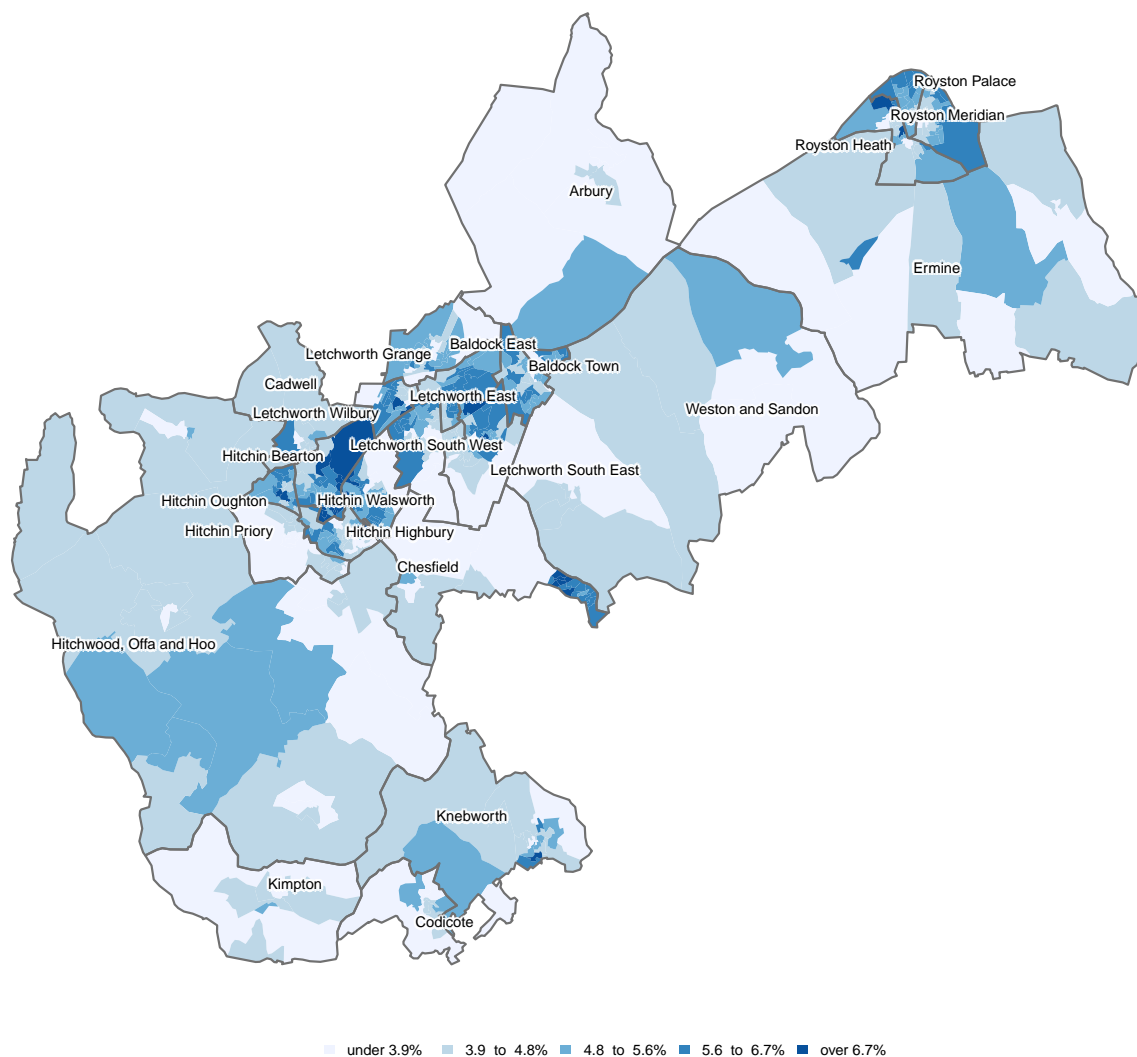 Royston Palace
Royston Meridian
Royston Heath
Arbury
Ermine
Baldock East
Letchworth Grange
Baldock Town
Cadwell
Letchworth East
Letchworth Wilbury
Weston and Sandon
Letchworth South West
Hitchin Bearton
Letchworth South East
Hitchin Oughton
Hitchin Walsworth
Hitchin Priory
Hitchin Highbury
Chesfield
Hitchwood, Offa and Hoo
Knebworth
Kimpton
Codicote
under 3.9% 3.9 to 4.8% 4.8 to 5.6% 5.6 to 6.7% over 6.7%